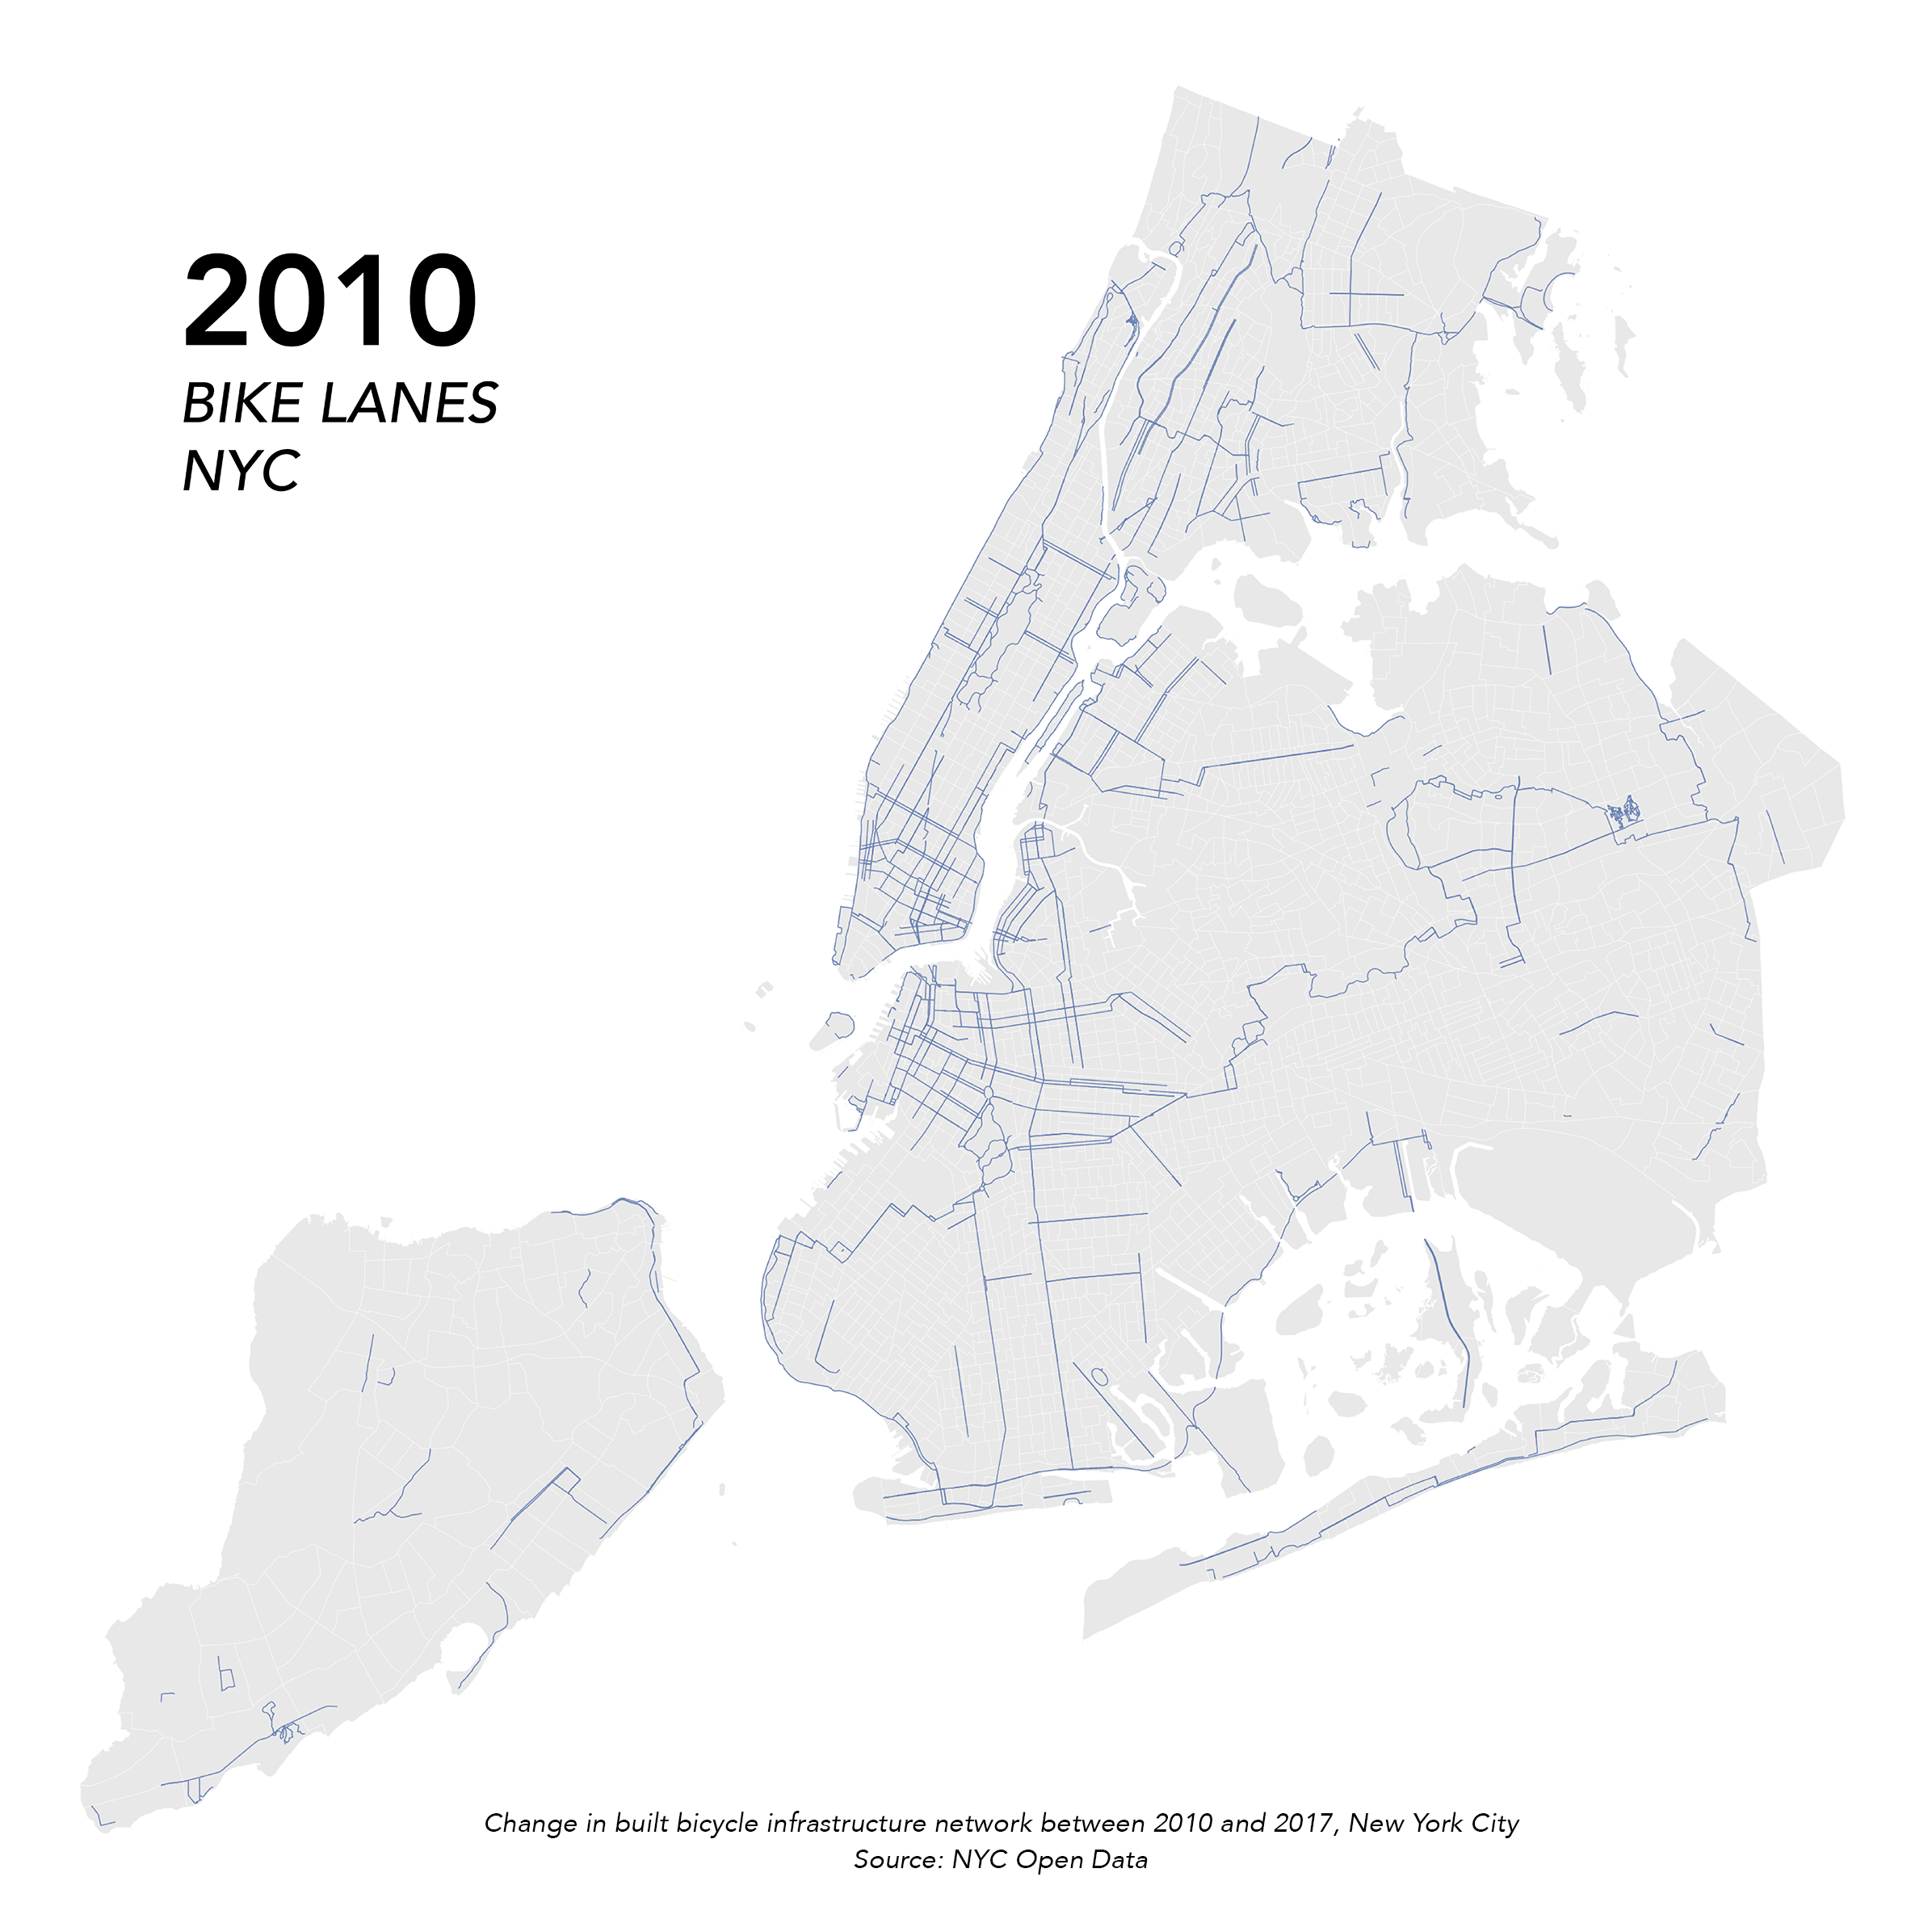 2010
BIKE LANES
NYC
Change in built bicycle infrastructure network between 2010 and 2017, New York City
Source: NYC Open Data